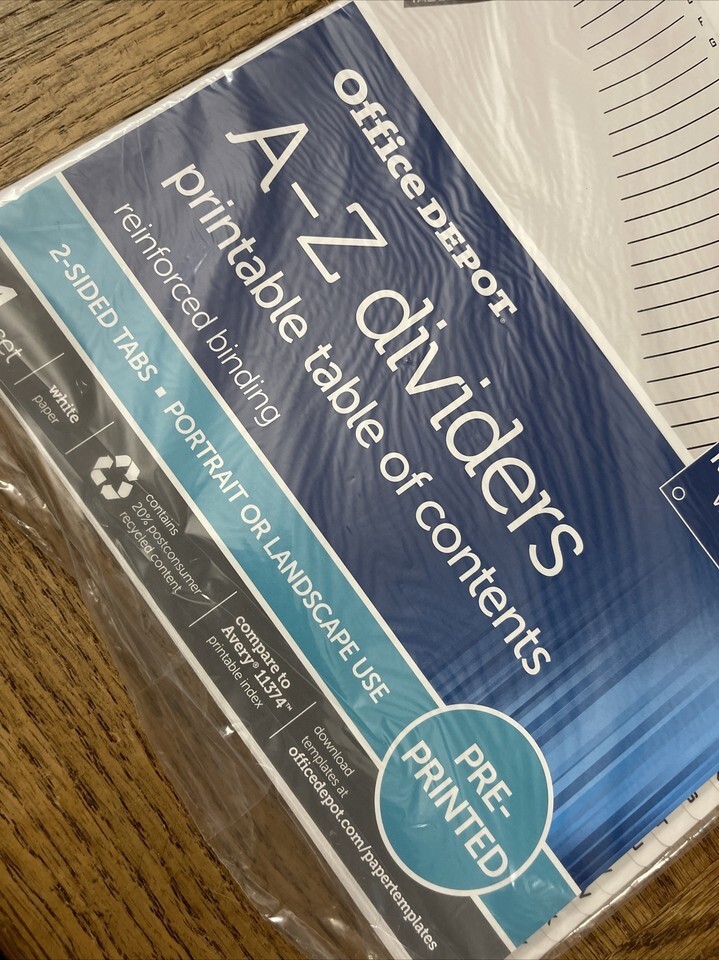 Office DEPOT®
A–Z dividers
printable table of contents
reinforced binding
2-SIDED TABS ▪ PORTRAIT OR LANDSCAPE USE
PRE-
PRINTED
white
paper
contains
20% postconsumer
recycled content
compare to
Avery® 11374™
printable index
download
templates at
officedepot.com/papertemplates